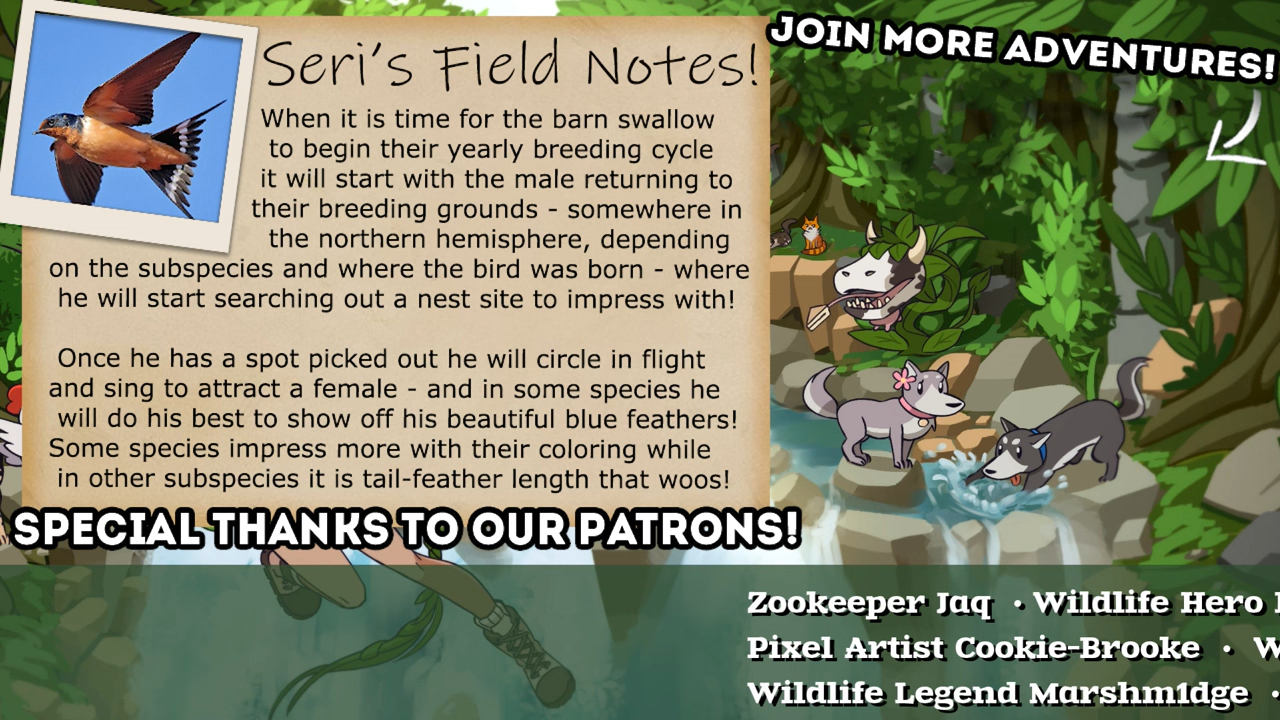 Seri's Field Notes!
When it is time for the barn swallow
to begin their yearly breeding cycle
it will start with the male returning to
their breeding grounds - somewhere in
the northern hemisphere, depending
on the subspecies and where the bird was born - where
he will start searching out a nest site to impress with!
Once he has a spot picked out he will circle in flight
and sing to attract a female - and in some species he
will do his best to show off his beautiful blue feathers!
Some species impress more with their coloring while
in other subspecies it is tail-feather length that woos!
JOIN MORE ADVENTURES!
SPECIAL THANKS TO OUR PATRONS!
Zookeeper Jaq • Wildlife Hero
Pixel Artist Cookie-Brooke •
Wildlife Legend Marshm1dge •